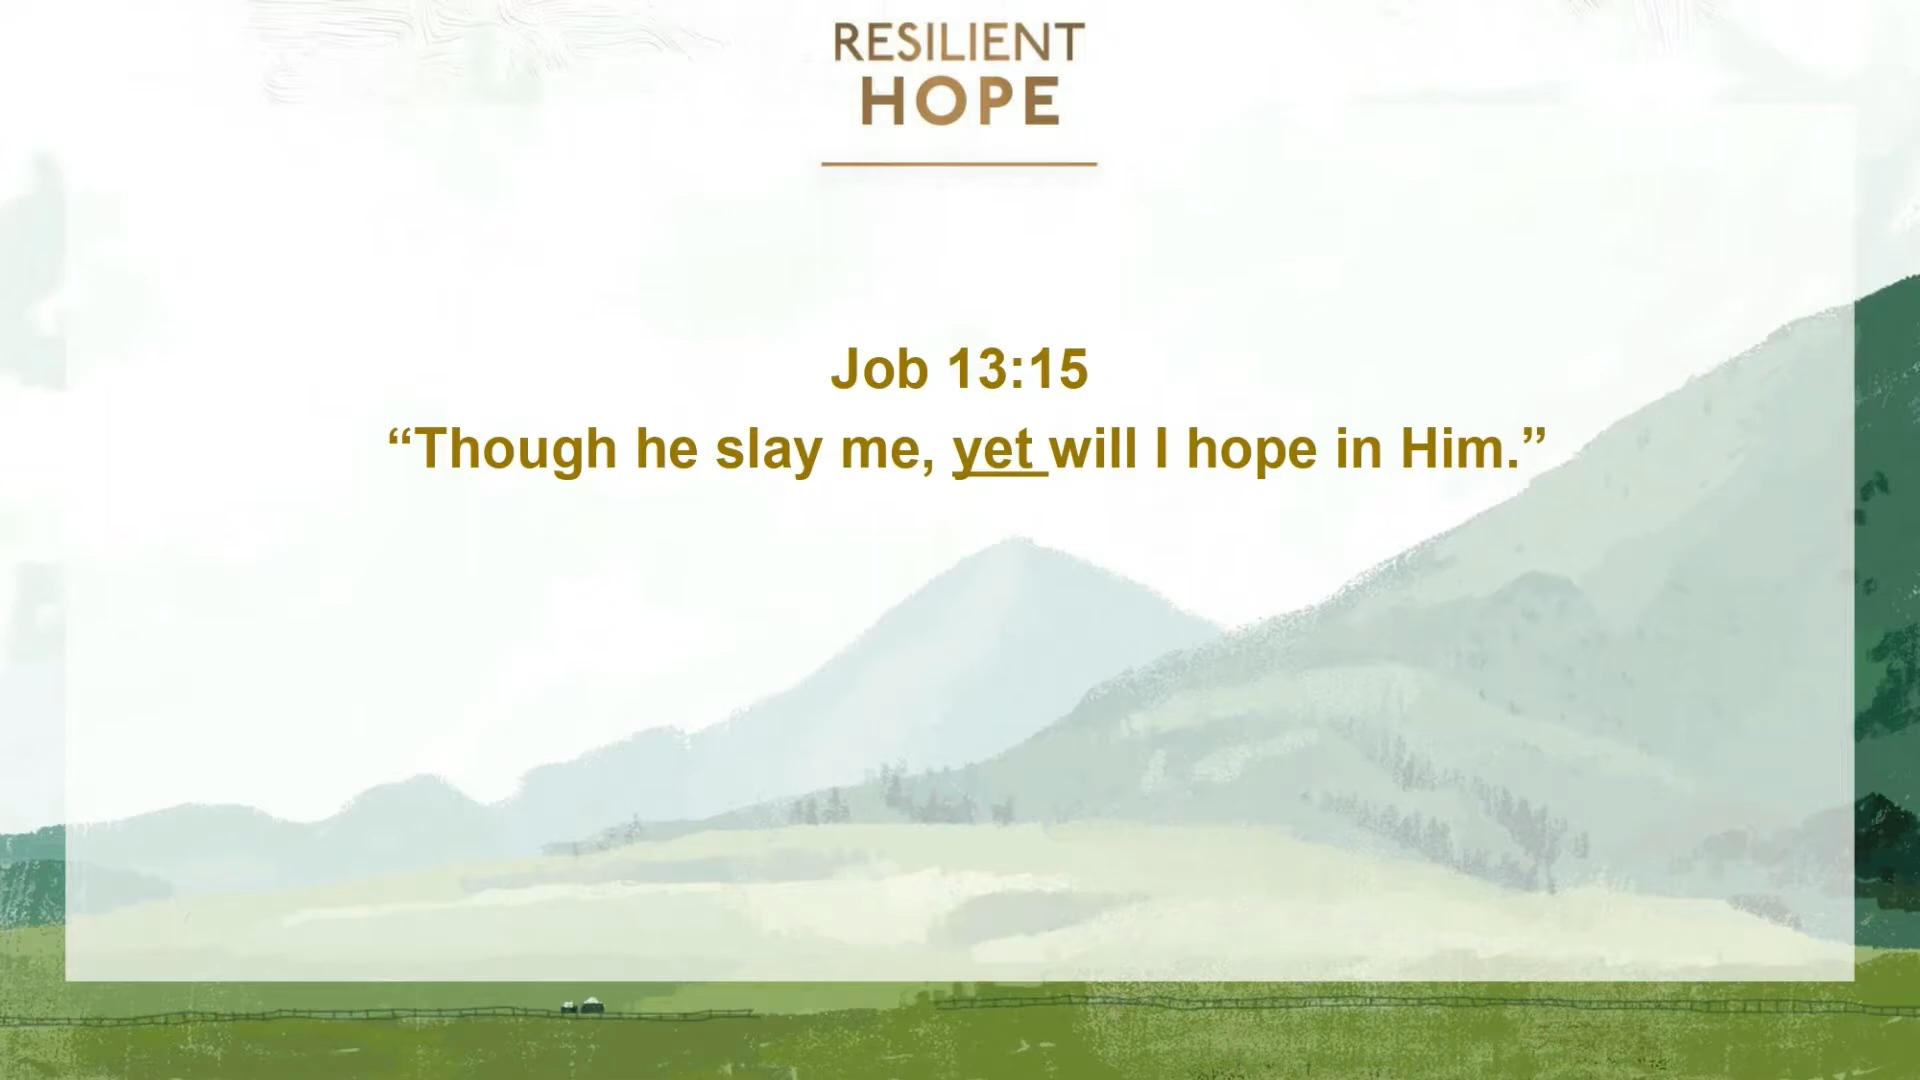 RESILIENT
HOPE
Job 13:15
“Though he slay me, yet will I hope in Him.”